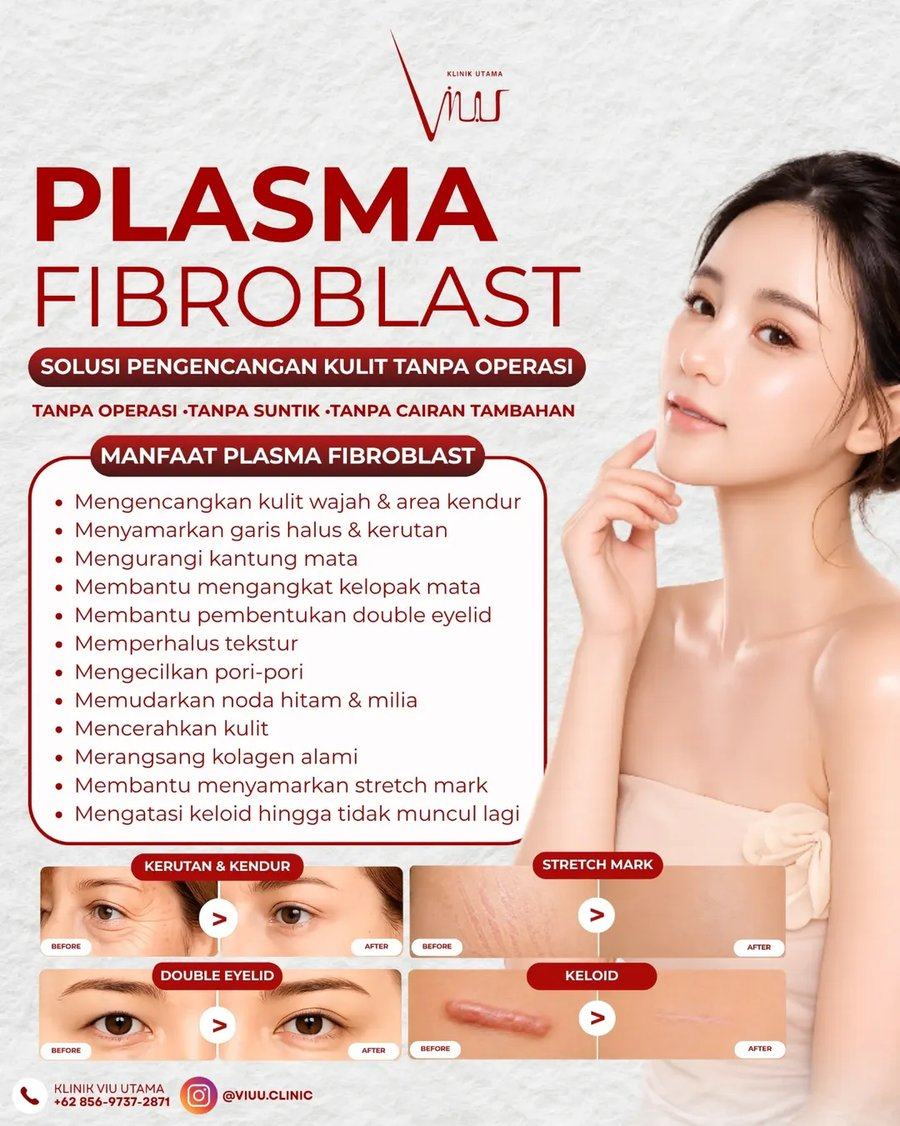 KLINIK UTAMA
Viuu
PLASMA
FIBROBLAST
SOLUSI PENGENCANGAN KULIT TANPA OPERASI
TANPA OPERASI •TANPA SUNTIK •TANPA CAIRAN TAMBAHAN
MANFAAT PLASMA FIBROBLAST
• Mengencangkan kulit wajah & area kendur
• Menyamarkan garis halus & kerutan
• Mengurangi kantung mata
• Membantu mengangkat kelopak mata
• Membantu pembentukan double eyelid
• Memperhalus tekstur
• Mengecilkan pori-pori
• Memudarkan noda hitam & milia
• Mencerahkan kulit
• Merangsang kolagen alami
• Membantu menyamarkan stretch mark
• Mengatasi keloid hingga tidak muncul lagi
KERUTAN & KENDUR
>
BEFORE
AFTER
STRETCH MARK
>
BEFORE
AFTER
DOUBLE EYELID
>
BEFORE
AFTER
KELOID
>
BEFORE
AFTER
KLINIK VIU UTAMA
+62 856-9737-2871
@VIUU.CLINIC